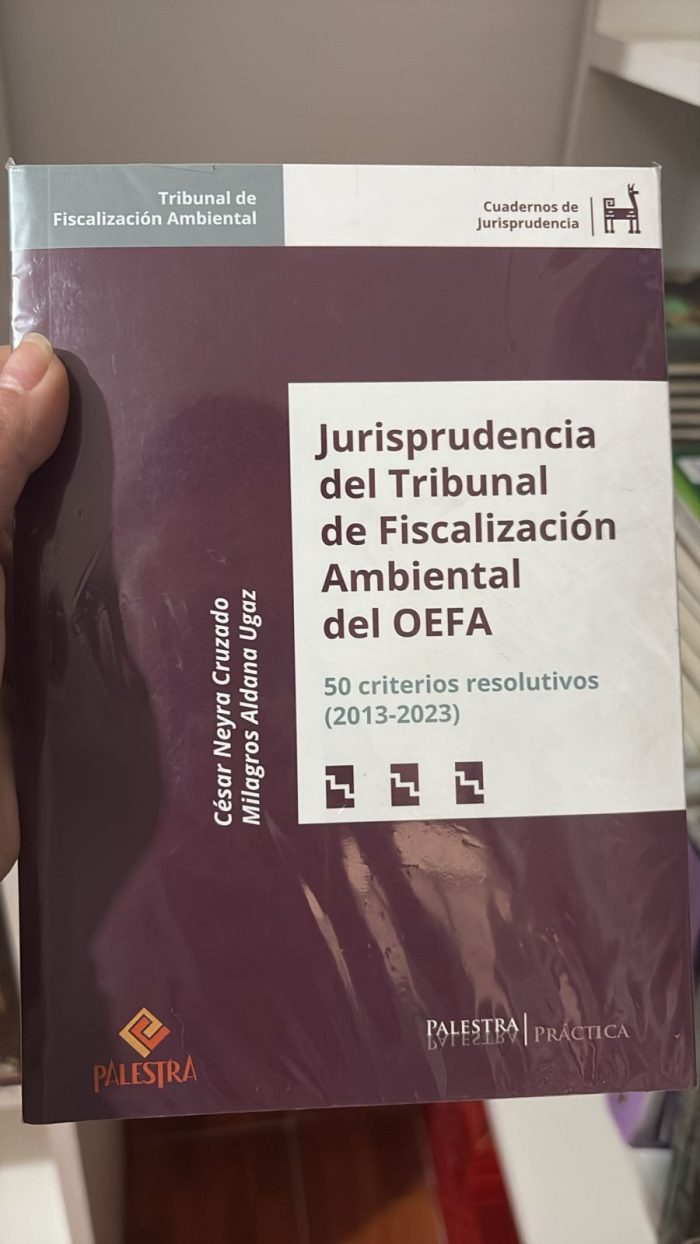 Tribunal de
Fiscalización Ambiental
Cuadernos de
Jurisprudencia
Jurisprudencia
del Tribunal
de Fiscalización
Ambiental
del OEFA
50 criterios resolutivos
(2013-2023)
César Neyra Cruzado
Milagros Aldana Ugaz
PALESTRA
PALESTRA | PRÁCTICA